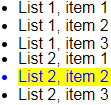 List 1, item 1
List 1, item 2
List 1, item 3
List 2, item 1
List 2, item 2
List 2, item 3